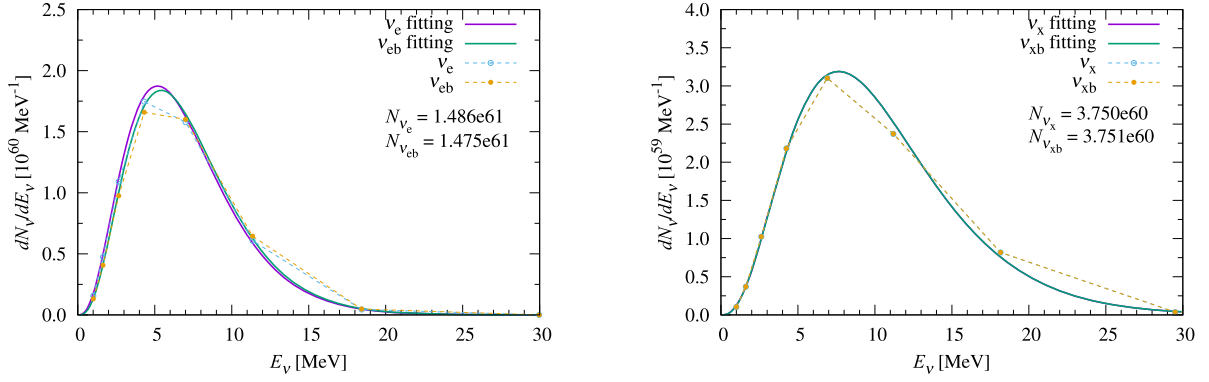 ν_e fitting
ν_eb fitting
ν_e
ν_eb
N_ν_e = 1.486e61
N_ν_eb = 1.475e61
dN_ν/dE_ν [10^60 MeV^-1]
2.5
2.0
1.5
1.0
0.5
0.0
0 5 10 15 20 25 30
E_ν [MeV]
ν_x fitting
ν_xb fitting
ν_x
ν_xb
N_ν_x = 3.750e60
N_ν_xb = 3.751e60
dN_ν/dE_ν [10^59 MeV^-1]
4.0
3.5
3.0
2.5
2.0
1.5
1.0
0.5
0.0
0 5 10 15 20 25 30
E_ν [MeV]